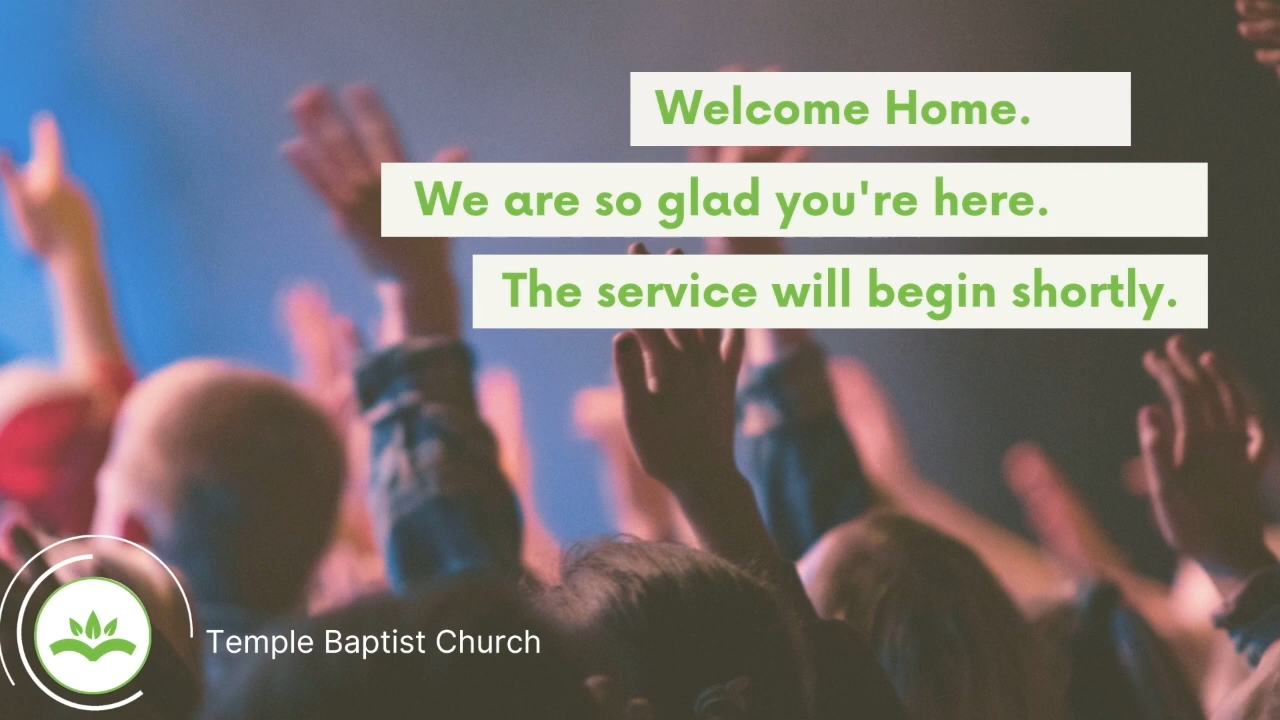 Welcome Home.
We are so glad you're here.
The service will begin shortly.
Temple Baptist Church